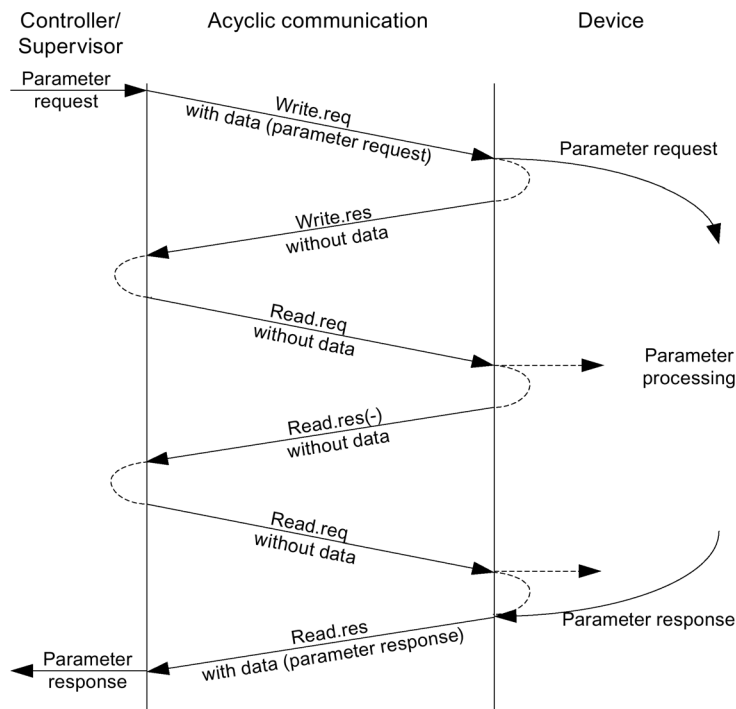 Controller/
Supervisor
Acyclic communication
Device
Parameter
request
Write.req
with data (parameter request)
Parameter request
Write.res
without data
Read.req
without data
Parameter
processing
Read.res(-)
without data
Read.req
without data
Parameter response
Read.res
with data (parameter response)
Parameter
response